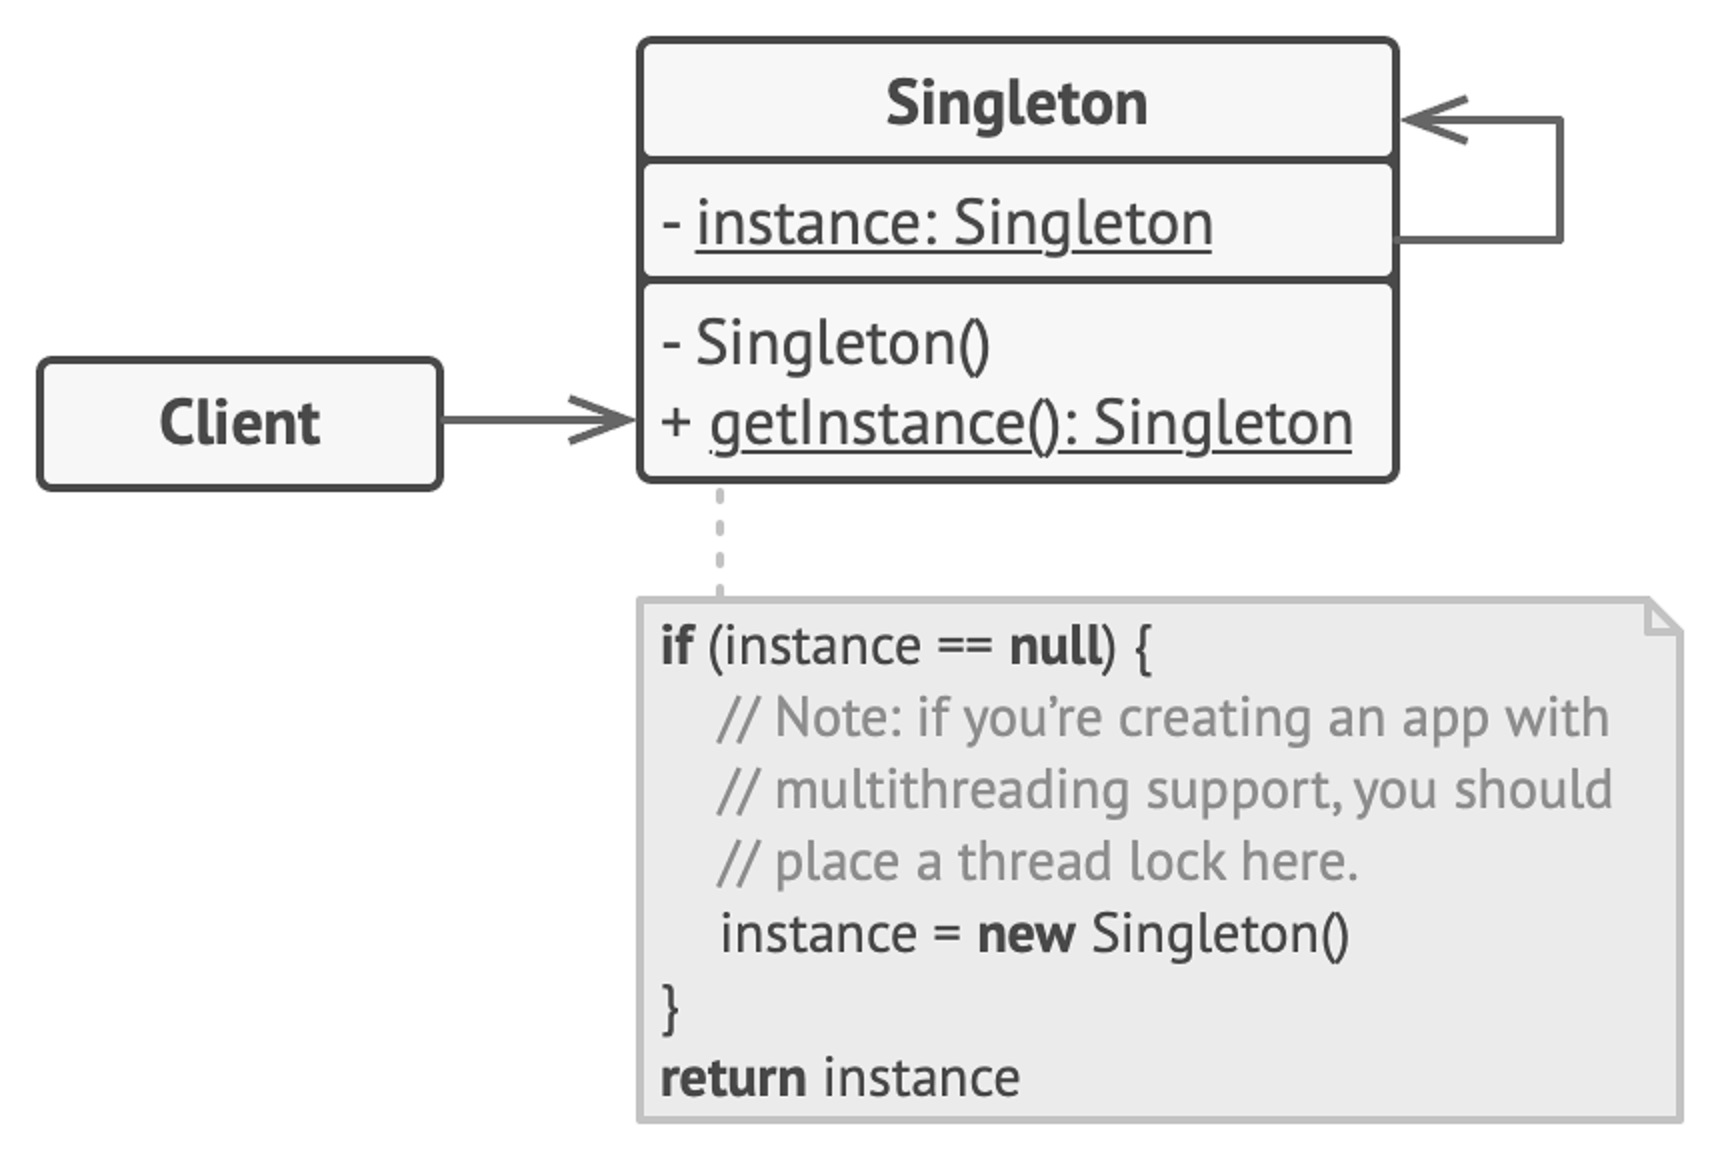 Singleton
- instance: Singleton
- Singleton()
+ getInstance(): Singleton
Client
if (instance == null) {
// Note: if you’re creating an app with
// multithreading support, you should
// place a thread lock here.
instance = new Singleton()
}
return instance